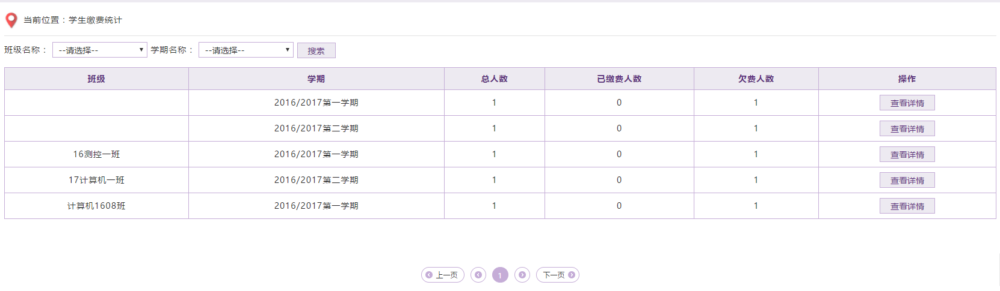 当前位置：学生缴费统计
班级名称： --请选择-- 学期名称： --请选择-- 搜索
班级 学期 总人数 已缴费人数 欠费人数 操作
2016/2017第一学期 1 0 1 查看详情
2016/2017第二学期 1 0 1 查看详情
16测控一班 2016/2017第一学期 1 0 1 查看详情
17计算机一班 2016/2017第二学期 1 0 1 查看详情
计算机1608班 2016/2017第一学期 1 0 1 查看详情
上一页 1 下一页